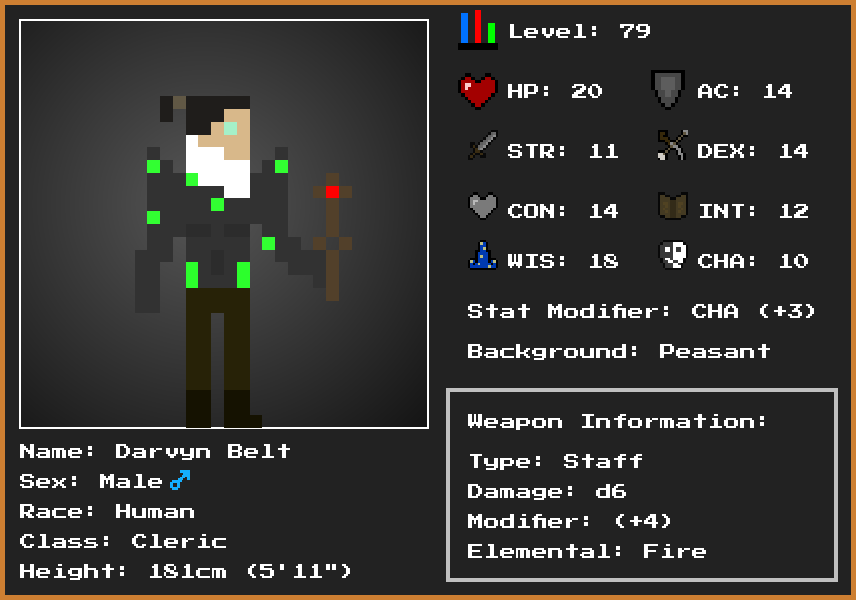 Level: 79
HP: 20 AC: 14
STR: 11 DEX: 14
CON: 14 INT: 12
WIS: 18 CHA: 10
Stat Modifier: CHA (+3)
Background: Peasant
Weapon Information:
Type: Staff
Damage: d6
Modifier: (+4)
Elemental: Fire
Name: Darvyn Belt
Sex: Male♂
Race: Human
Class: Cleric
Height: 181cm (5'11")